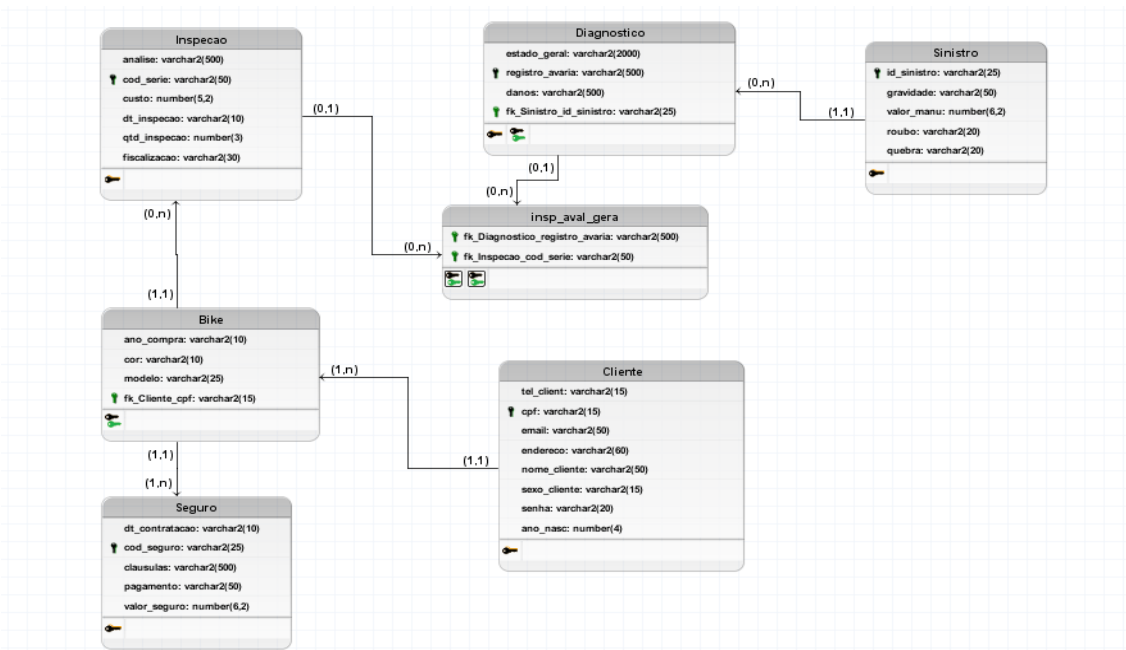 Inspecao
analise: varchar2(500)
cod_serie: varchar2(50)
custo: number(5,2)
dt_inspecao: varchar2(10)
qtd_inspecao: number(3)
fiscalizacao: varchar2(30)
Diagnostico
estado_geral: varchar2(2000)
registro_avaria: varchar2(500)
danos: varchar2(500)
fk_Sinistro_id_sinistro: varchar2(25)
Sinistro
id_sinistro: varchar2(25)
gravidade: varchar2(50)
valor_manu: number(6,2)
roubo: varchar2(20)
quebra: varchar2(20)
(0,n)
(1,1)
(0,1)
(0,1)
(0,n)
(0,n)
insp_aval_gera
fk_Diagnostico_registro_avaria: varchar2(500)
fk_Inspecao_cod_serie: varchar2(50)
(0,n)
(1,1)
Bike
ano_compra: varchar2(10)
cor: varchar2(10)
modelo: varchar2(25)
fk_Cliente_cpf: varchar2(15)
(1,n)
(1,1)
Cliente
tel_client: varchar2(15)
cpf: varchar2(15)
email: varchar2(50)
endereco: varchar2(60)
nome_cliente: varchar2(50)
sexo_cliente: varchar2(15)
senha: varchar2(20)
ano_nasc: number(4)
(1,1)
(1,n)
Seguro
dt_contratacao: varchar2(10)
cod_seguro: varchar2(25)
clausulas: varchar2(500)
pagamento: varchar2(50)
valor_seguro: number(6,2)